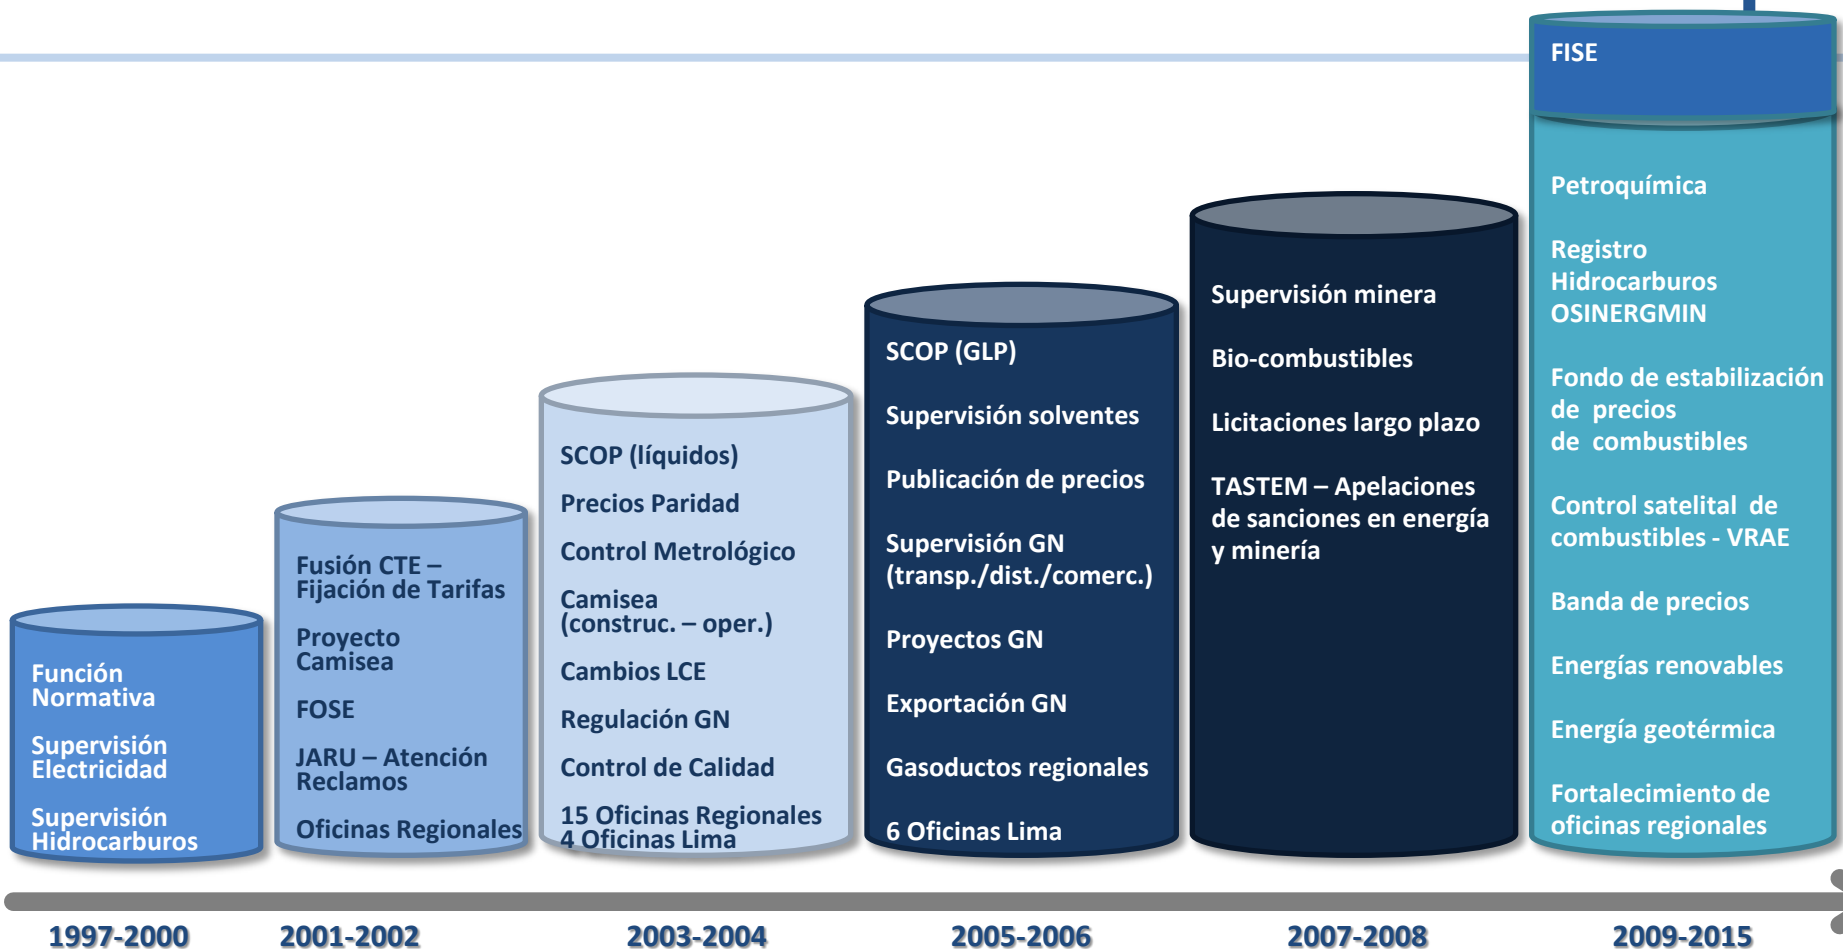 Función
Normativa
Supervisión
Electricidad
Supervisión
Hidrocarburos
Fusión CTE –
Fijación de Tarifas
Proyecto
Camisea
FOSE
JARU – Atención
Reclamos
Oficinas Regionales
SCOP (líquidos)
Precios Paridad
Control Metrológico
Camisea
(construc. – oper.)
Cambios LCE
Regulación GN
Control de Calidad
15 Oficinas Regionales
4 Oficinas Lima
SCOP (GLP)
Supervisión solventes
Publicación de precios
Supervisión GN
(transp./dist./comerc.)
Proyectos GN
Exportación GN
Gasoductos regionales
6 Oficinas Lima
Supervisión minera
Bio-combustibles
Licitaciones largo plazo
TASTEM – Apelaciones
de sanciones en energía
y minería
FISE
Petroquímica
Registro
Hidrocarburos
OSINERGMIN
Fondo de estabilización
de precios
de combustibles
Control satelital de
combustibles - VRAE
Banda de precios
Energías renovables
Energía geotérmica
Fortalecimiento de
oficinas regionales
1997-2000
2001-2002
2003-2004
2005-2006
2007-2008
2009-2015